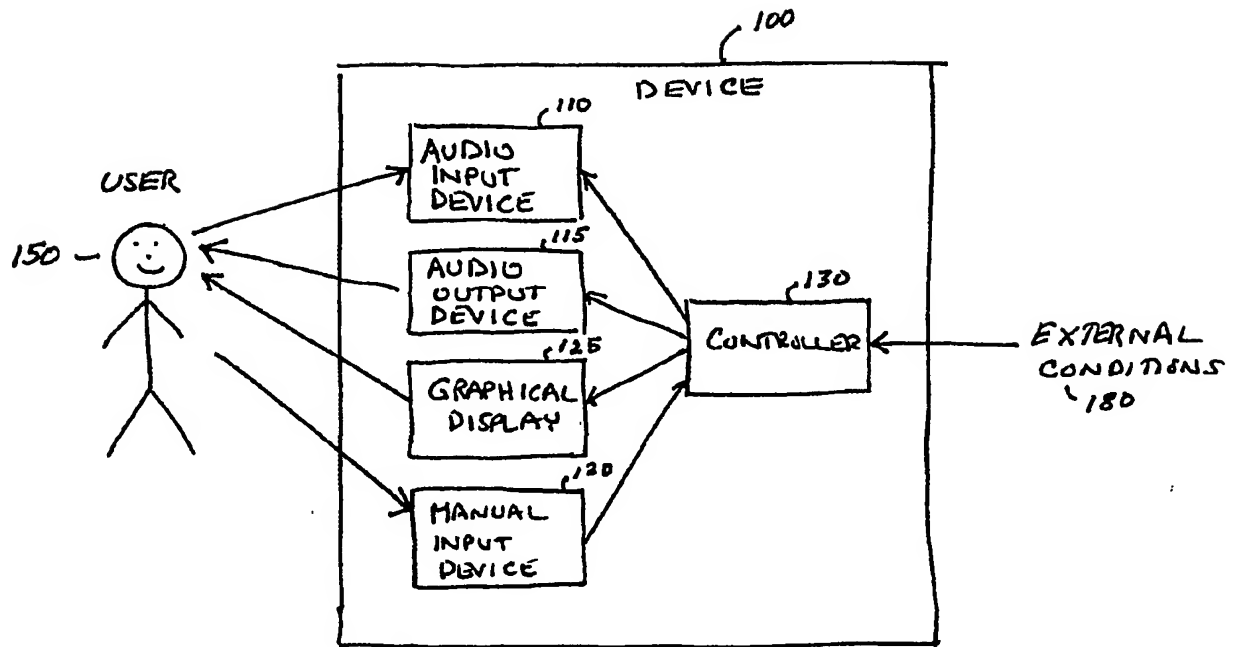 100
DEVICE
110
AUDIO
INPUT
DEVICE
USER
150
115
AUDIO
OUTPUT
DEVICE
130
CONTROLLER
EXTERNAL
CONDITIONS
180
125
GRAPHICAL
DISPLAY
120
MANUAL
INPUT
DEVICE